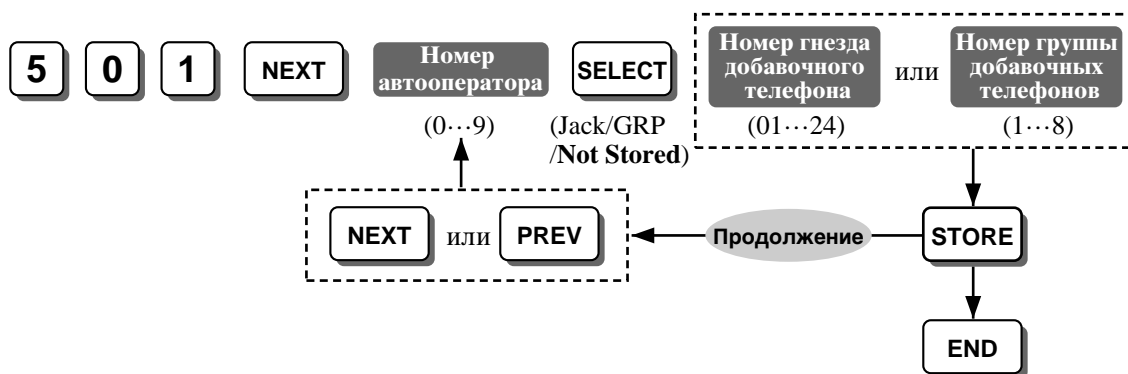 5 0 1 NEXT
Номер
автооператора
SELECT
Номер гнезда
добавочного
телефона
или
Номер группы
добавочных
телефонов
(0···9)
(Jack/GRP
/Not Stored)
(01···24)
(1···8)
NEXT или PREV
Продолжение
STORE
END